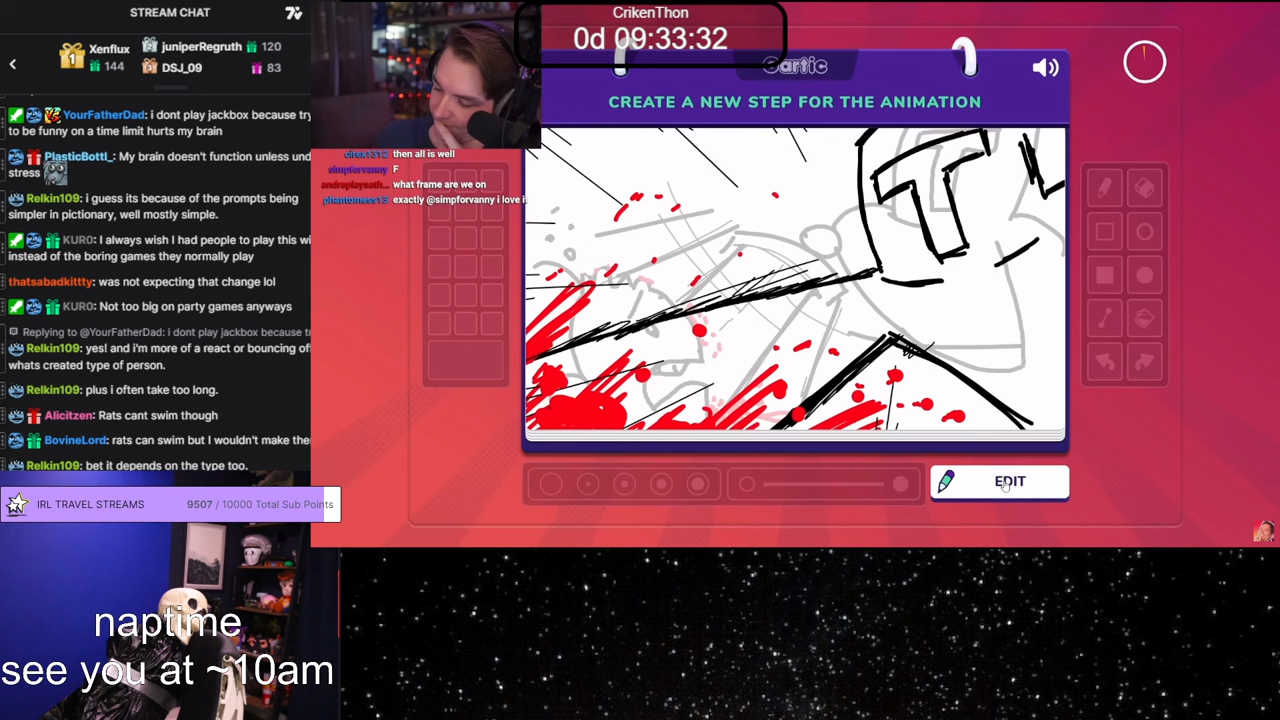 STREAM CHAT
Xenflux
144
juniperRegruth 120
DSJ_09 83
YourFatherDad: i dont play jackbox because try
to be funny on a time limit hurts my brain
PlasticBottl_: My brain doesn't function unless und
stress
Relkin109: i guess its because of the prompts being
simpler in pictionary, well mostly simple.
KUR0: I always wish I had people to play this wi
instead of the boring games they normally play
thatsabadkittty: was not expecting that change lol
KUR0: Not too big on party games anyways
Replying to @YourFatherDad: i dont play jackbox because t
Relkin109: yes! and i'm more of a react or bouncing of
whats created type of person.
Relkin109: plus i often take too long.
Alicitzen: Rats cant swim though
BovineLord: rats can swim but I wouldn't make the
Relkin109: bet it depends on the type too.
IRL TRAVEL STREAMS 9507 / 10000 Total Sub Points
naptime
see you at ~10am
CrikenThon
0d 09:33:32
Gartic
CREATE A NEW STEP FOR THE ANIMATION
cirex1312 then all is well
simpforvanny F
what frame are we on
phantomess13 exactly @simpforvanny i love i
T
EDIT